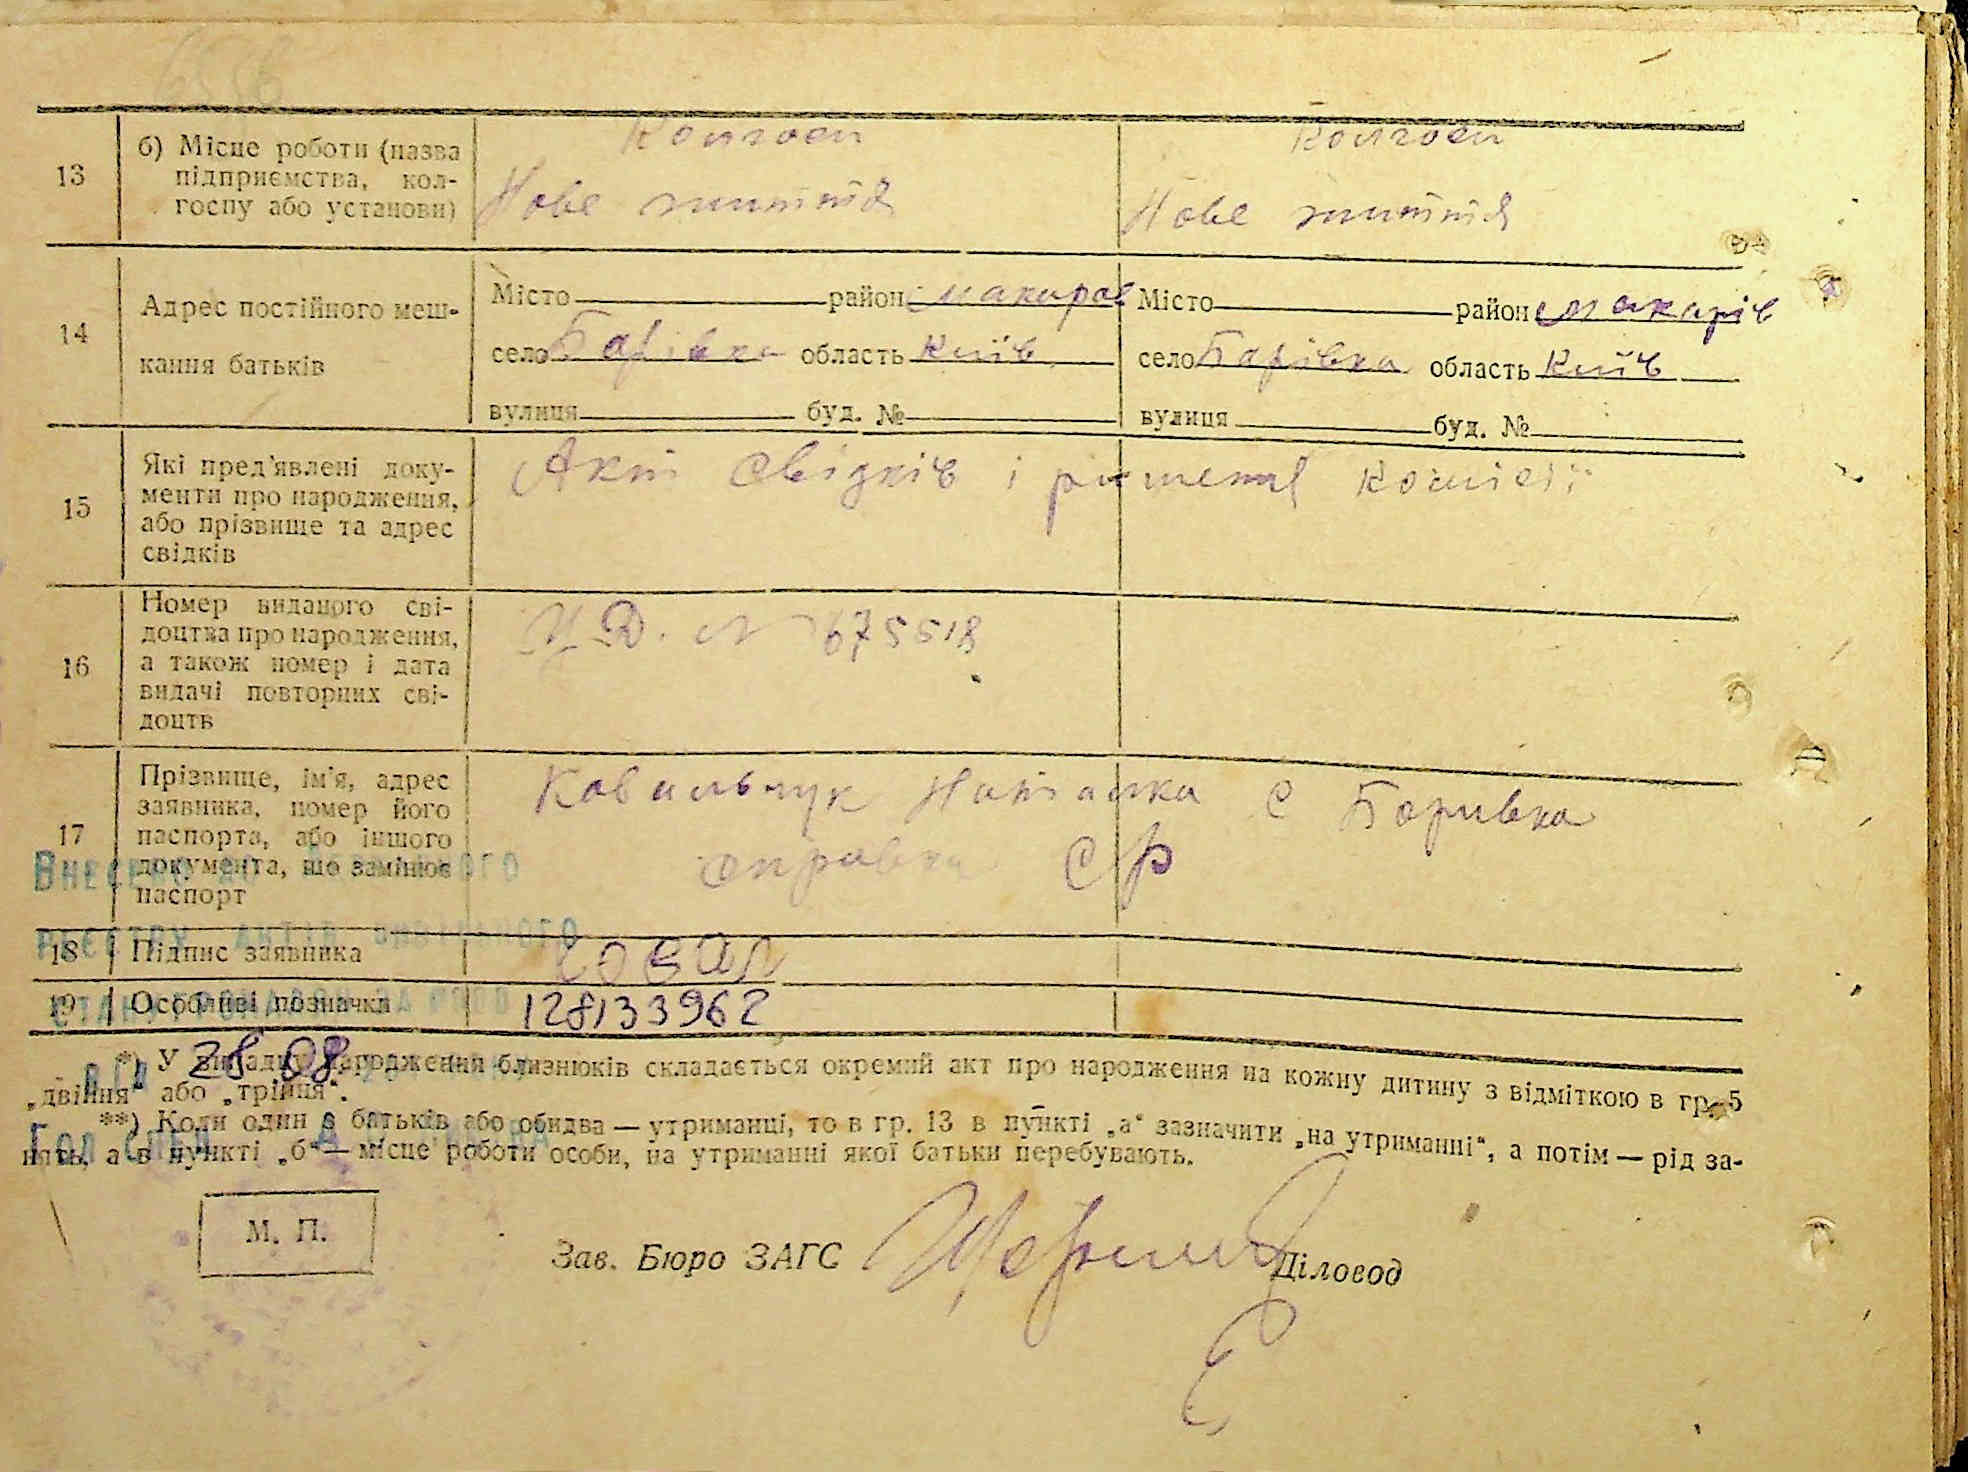 13
б) Місце роботи (назва
підприємства, кол-
госпу або установи)
Колгосп
Нове життя
Колгосп
Нове життя
14
Адрес постійного меш-
кання батьків
Місто район Макаров
село Барівка область Київ
вулиця буд. №
Місто район Макарів
село Барівка область Київ
вулиця буд. №
15
Які пред'явлені доку-
менти про народження,
або прізвище та адрес
свідків
Акт свідків і рішення комісії
16
Номер виданого сві-
доцтва про народження,
а також номер і дата
видачі повторних сві-
доцтв
N 675518
17
Прізвище, ім'я, адрес
заявника, номер його
паспорта, або іншого
документа, що замінює
паспорт
Ковальчук Наталка с Боривка
справка СР
18 Підпис заявника
Ковал
19 Особливі позначки
128133962
28 08
*) У випадку народження близнюків складається окремий акт про народження на кожну дитину з відміткою в гр. 5
„двійня“ або „трійня“.
**) Коли один з батьків або обидва — утриманці, то в гр. 13 в пункті „а“ зазначити „на утриманні“, а потім — рід за-
нять, а в пункті „б“ — місце роботи особи, на утриманні якої батьки перебувають.
М. П.
Зав. Бюро ЗАГС
Діловод